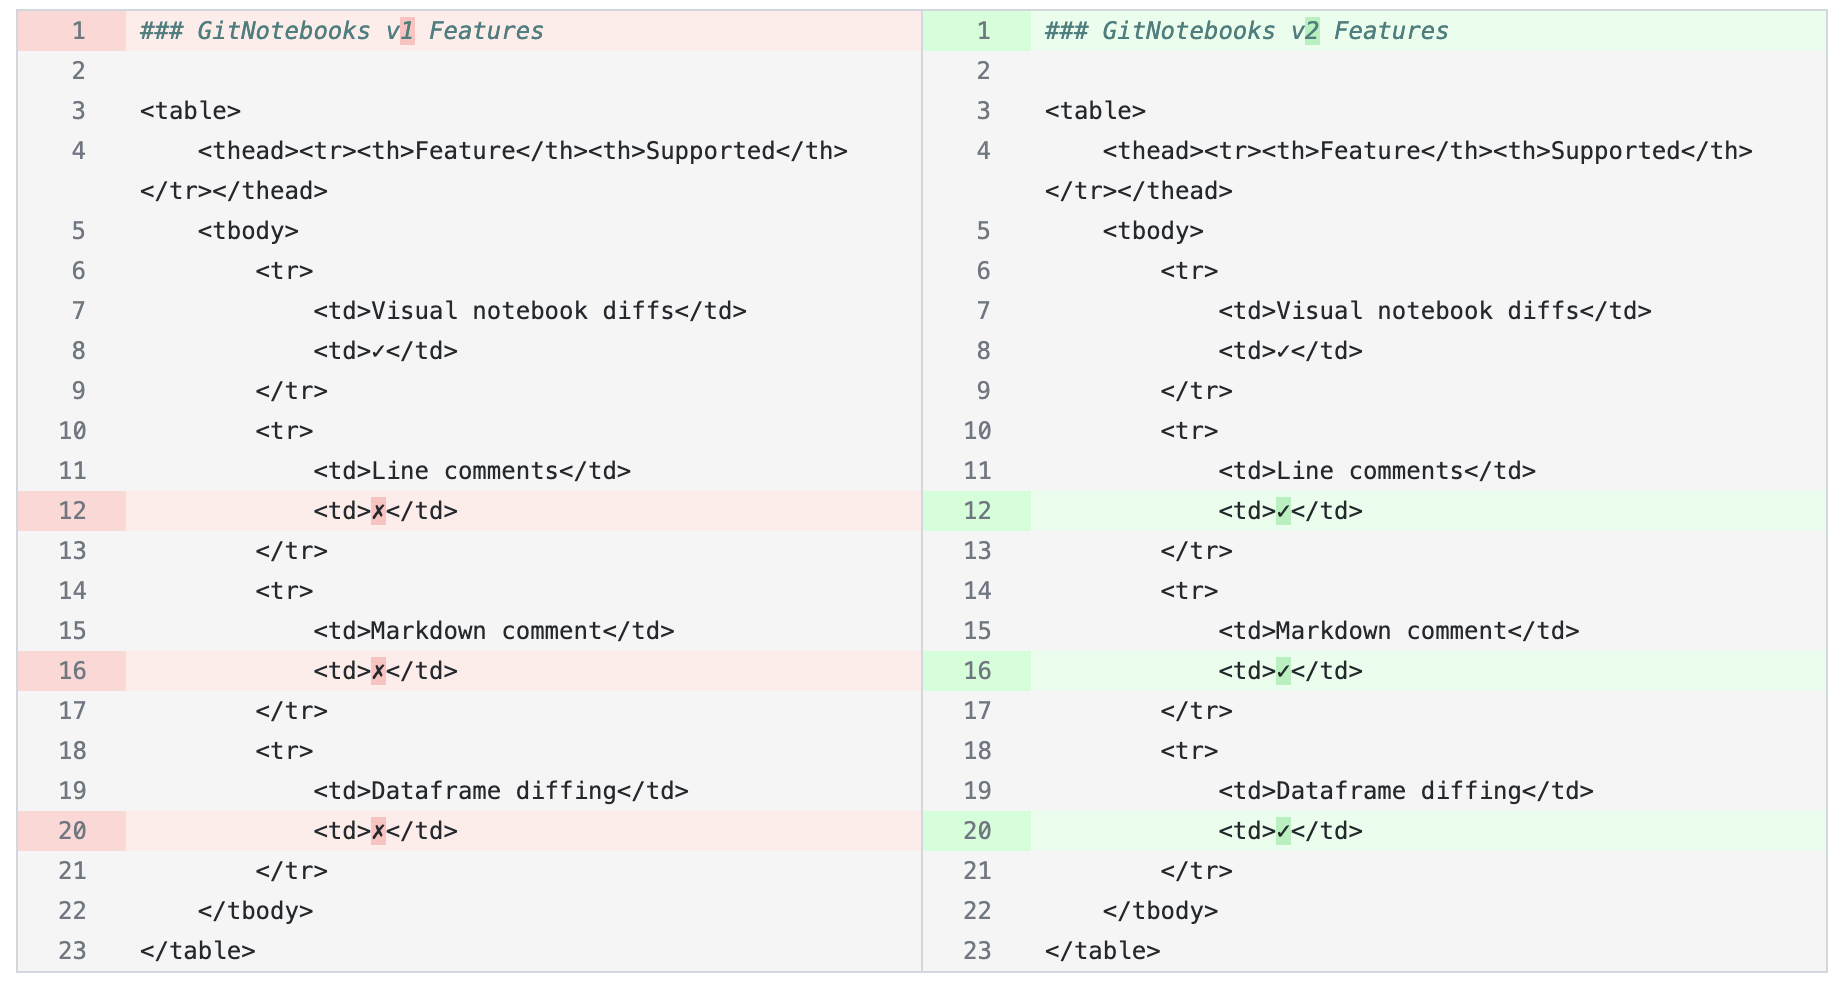 1 ### GitNotebooks v1 Features
2
3 <table>
4     <thead><tr><th>Feature</th><th>Supported</th>
</tr></thead>
5     <tbody>
6         <tr>
7             <td>Visual notebook diffs</td>
8             <td>✓</td>
9         </tr>
10         <tr>
11             <td>Line comments</td>
12             <td>✗</td>
13         </tr>
14         <tr>
15             <td>Markdown comment</td>
16             <td>✗</td>
17         </tr>
18         <tr>
19             <td>Dataframe diffing</td>
20             <td>✗</td>
21         </tr>
22     </tbody>
23 </table>
1 ### GitNotebooks v2 Features
2
3 <table>
4     <thead><tr><th>Feature</th><th>Supported</th>
</tr></thead>
5     <tbody>
6         <tr>
7             <td>Visual notebook diffs</td>
8             <td>✓</td>
9         </tr>
10         <tr>
11             <td>Line comments</td>
12             <td>✓</td>
13         </tr>
14         <tr>
15             <td>Markdown comment</td>
16             <td>✓</td>
17         </tr>
18         <tr>
19             <td>Dataframe diffing</td>
20             <td>✓</td>
21         </tr>
22     </tbody>
23 </table>